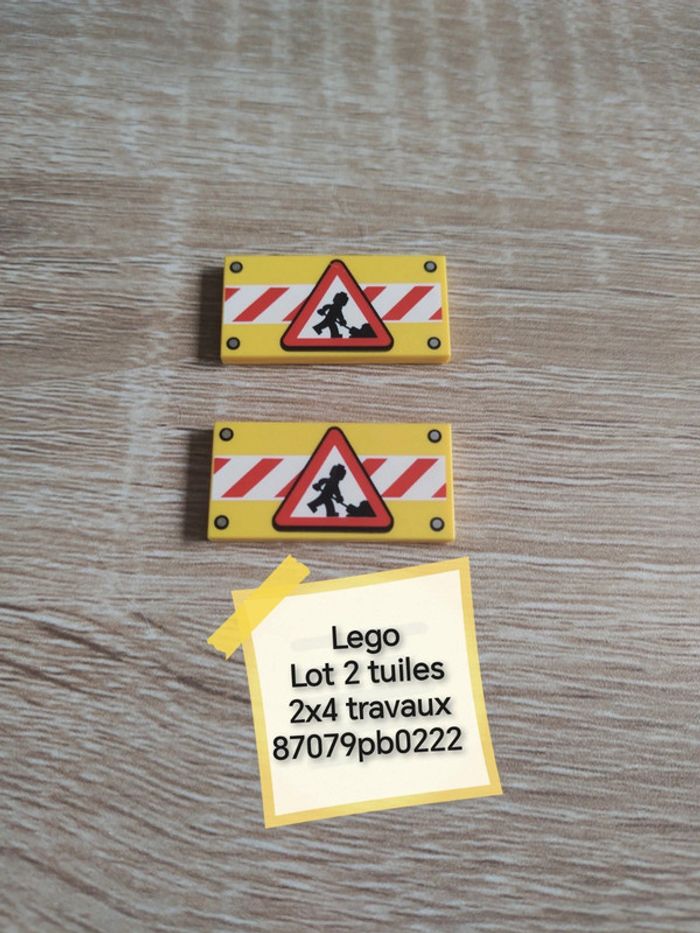 Lego
Lot 2 tuiles
2x4 travaux
87079pb0222